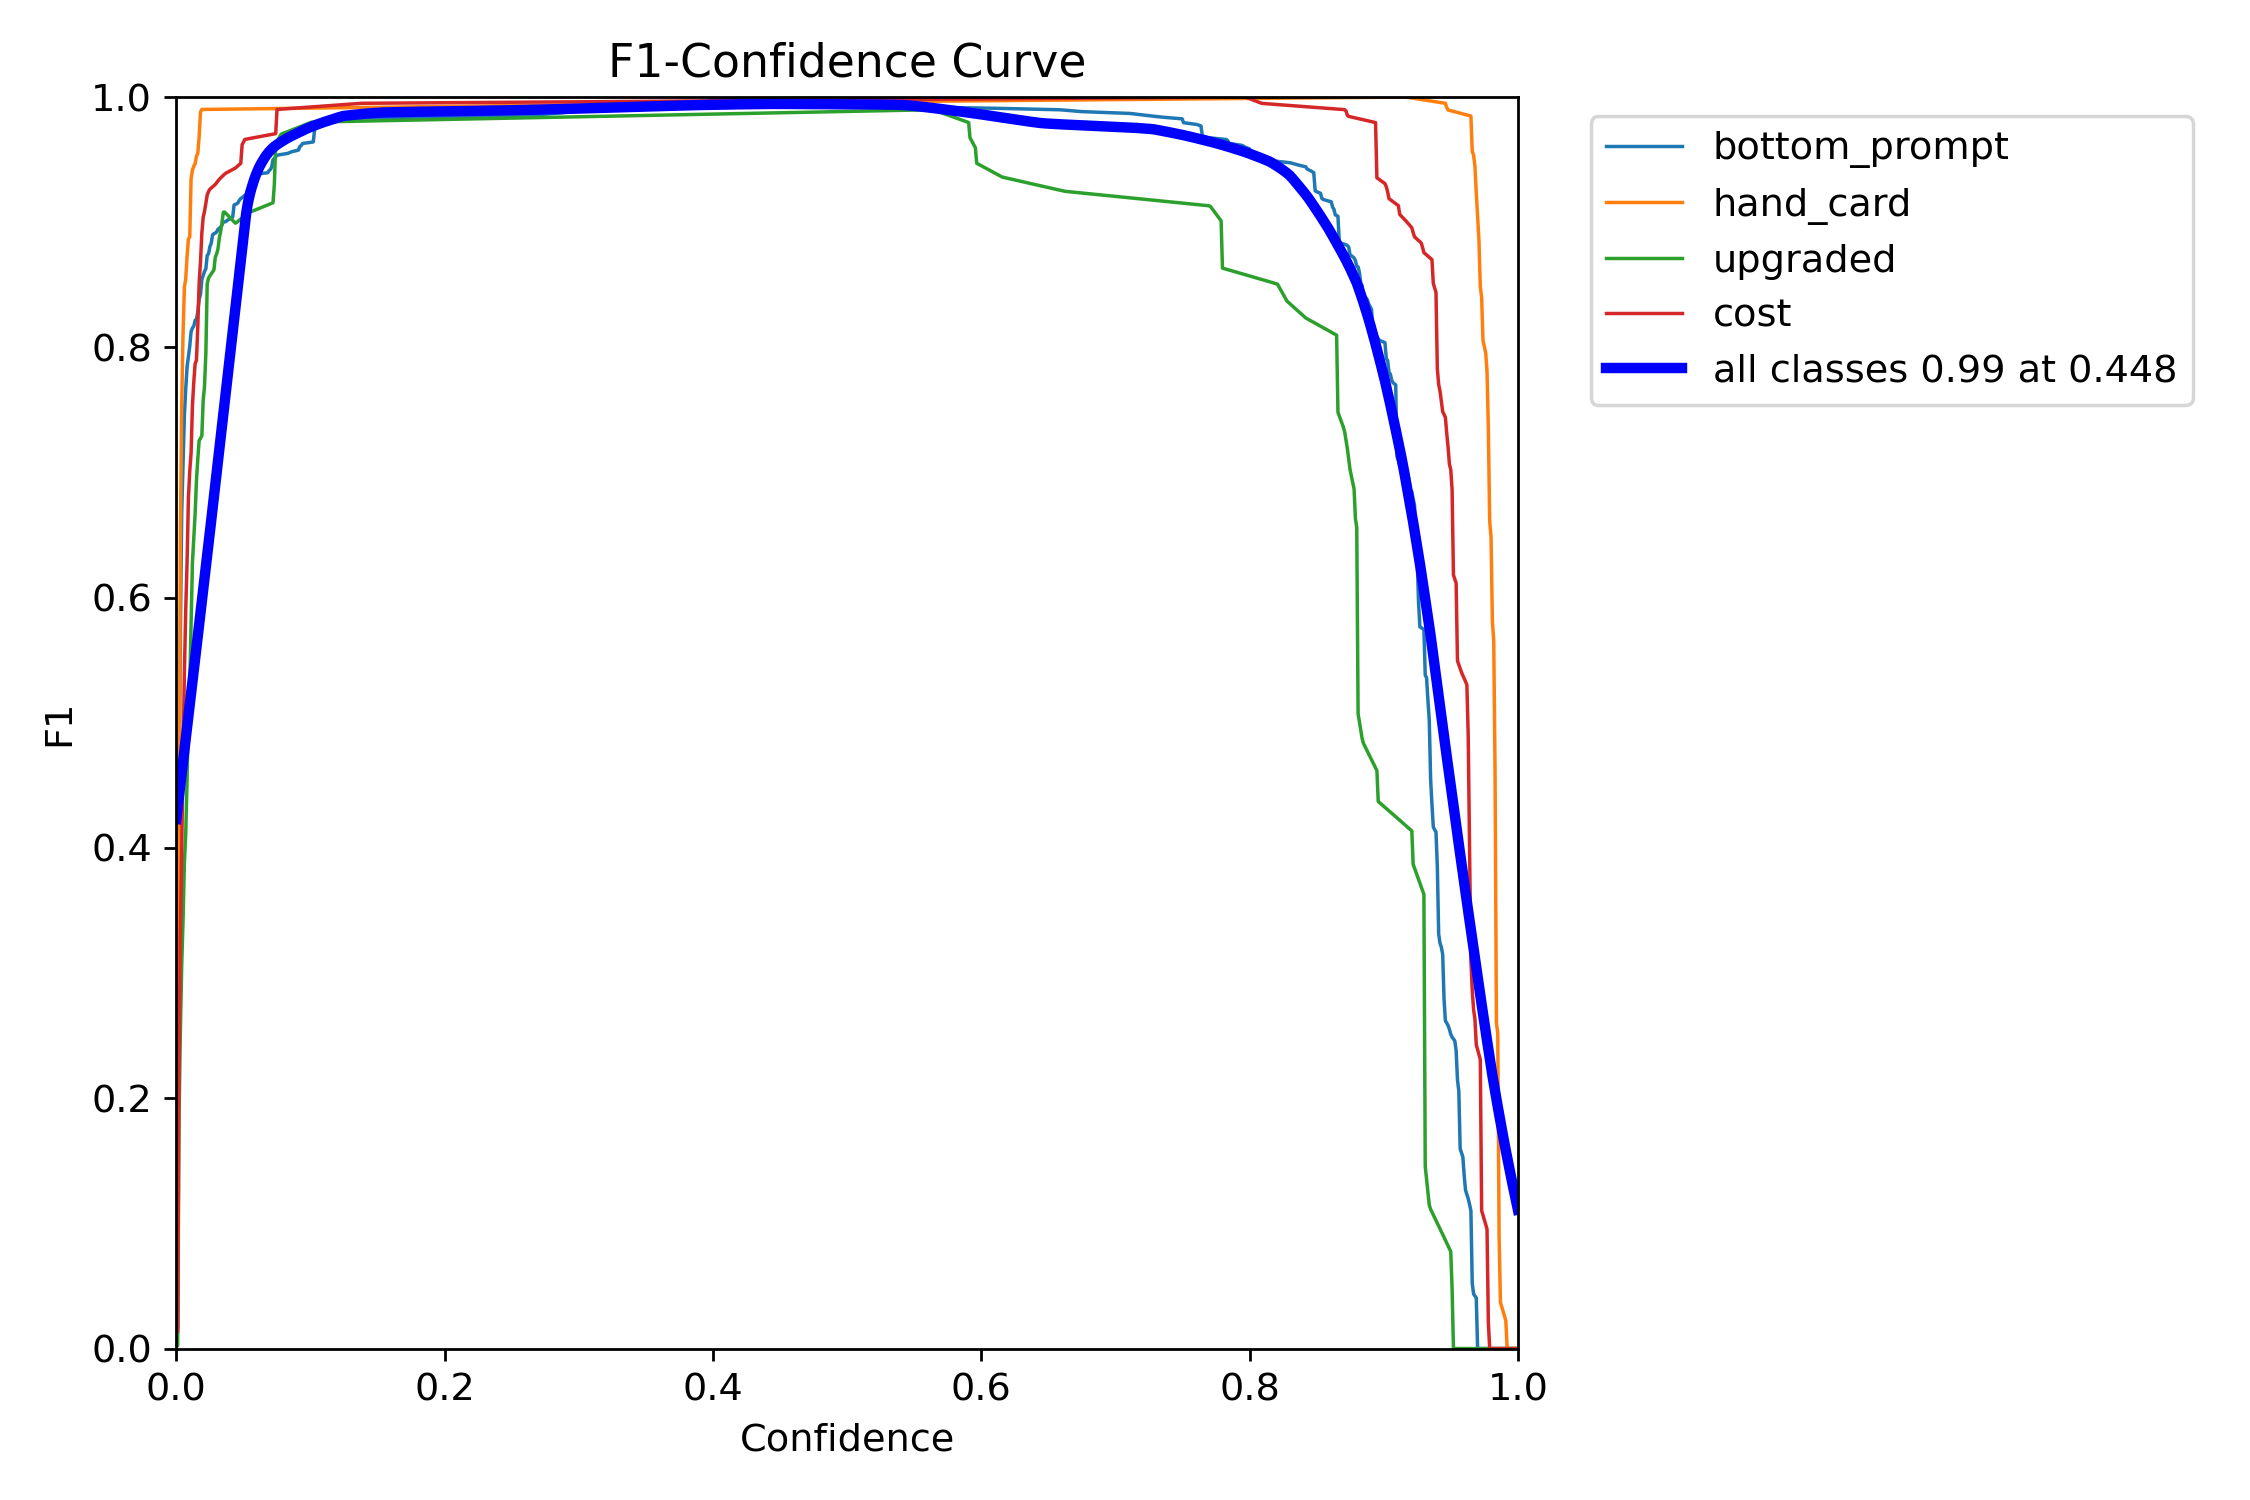 F1-Confidence Curve
1.0
0.8
0.6
0.4
0.2
0.0
F1
0.0 0.2 0.4 0.6 0.8 1.0
Confidence
bottom_prompt
hand_card
upgraded
cost
all classes 0.99 at 0.448